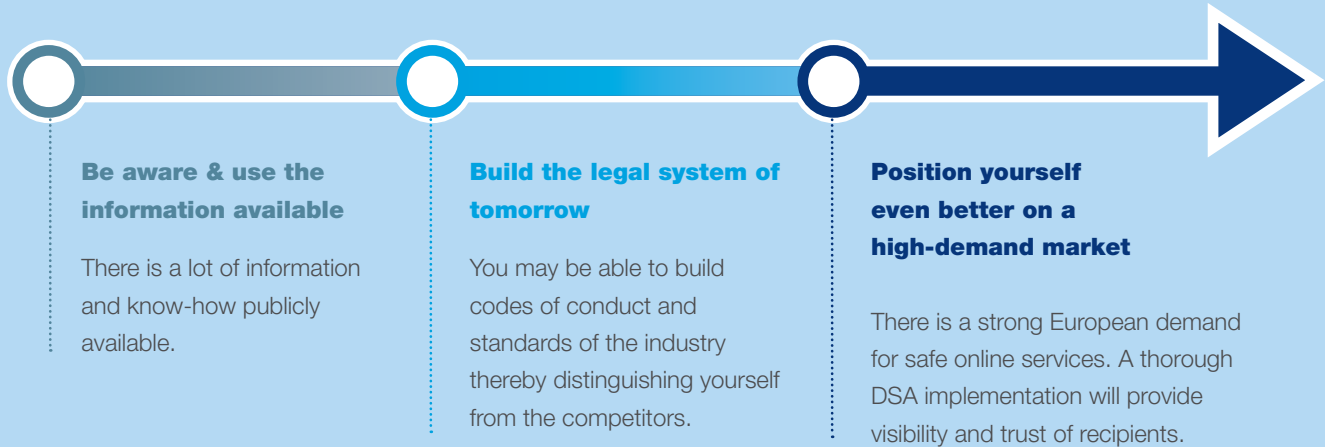 Be aware & use the
information available
There is a lot of information
and know-how publicly
available.
Build the legal system of
tomorrow
You may be able to build
codes of conduct and
standards of the industry
thereby distinguishing yourself
from the competitors.
Position yourself
even better on a
high-demand market
There is a strong European demand
for safe online services. A thorough
DSA implementation will provide
visibility and trust of recipients.